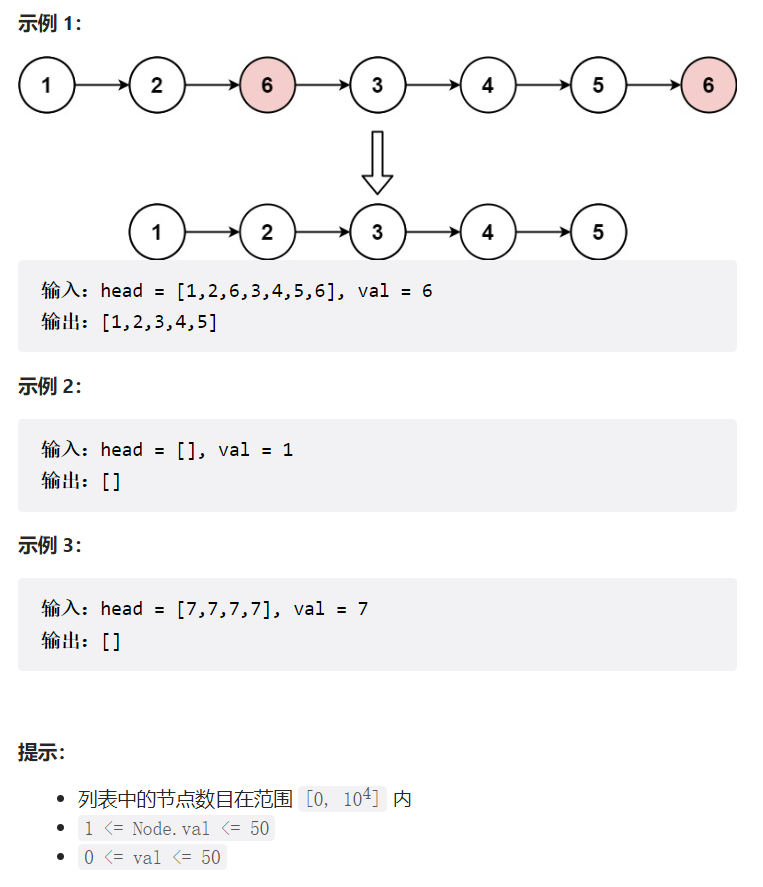 示例 1：
1 2 6 3 4 5 6
1 2 3 4 5
输入：head = [1,2,6,3,4,5,6], val = 6
输出：[1,2,3,4,5]
示例 2：
输入：head = [], val = 1
输出：[]
示例 3：
输入：head = [7,7,7,7], val = 7
输出：[]
提示：
列表中的节点数目在范围 [0, 10⁴] 内
1 <= Node.val <= 50
0 <= val <= 50